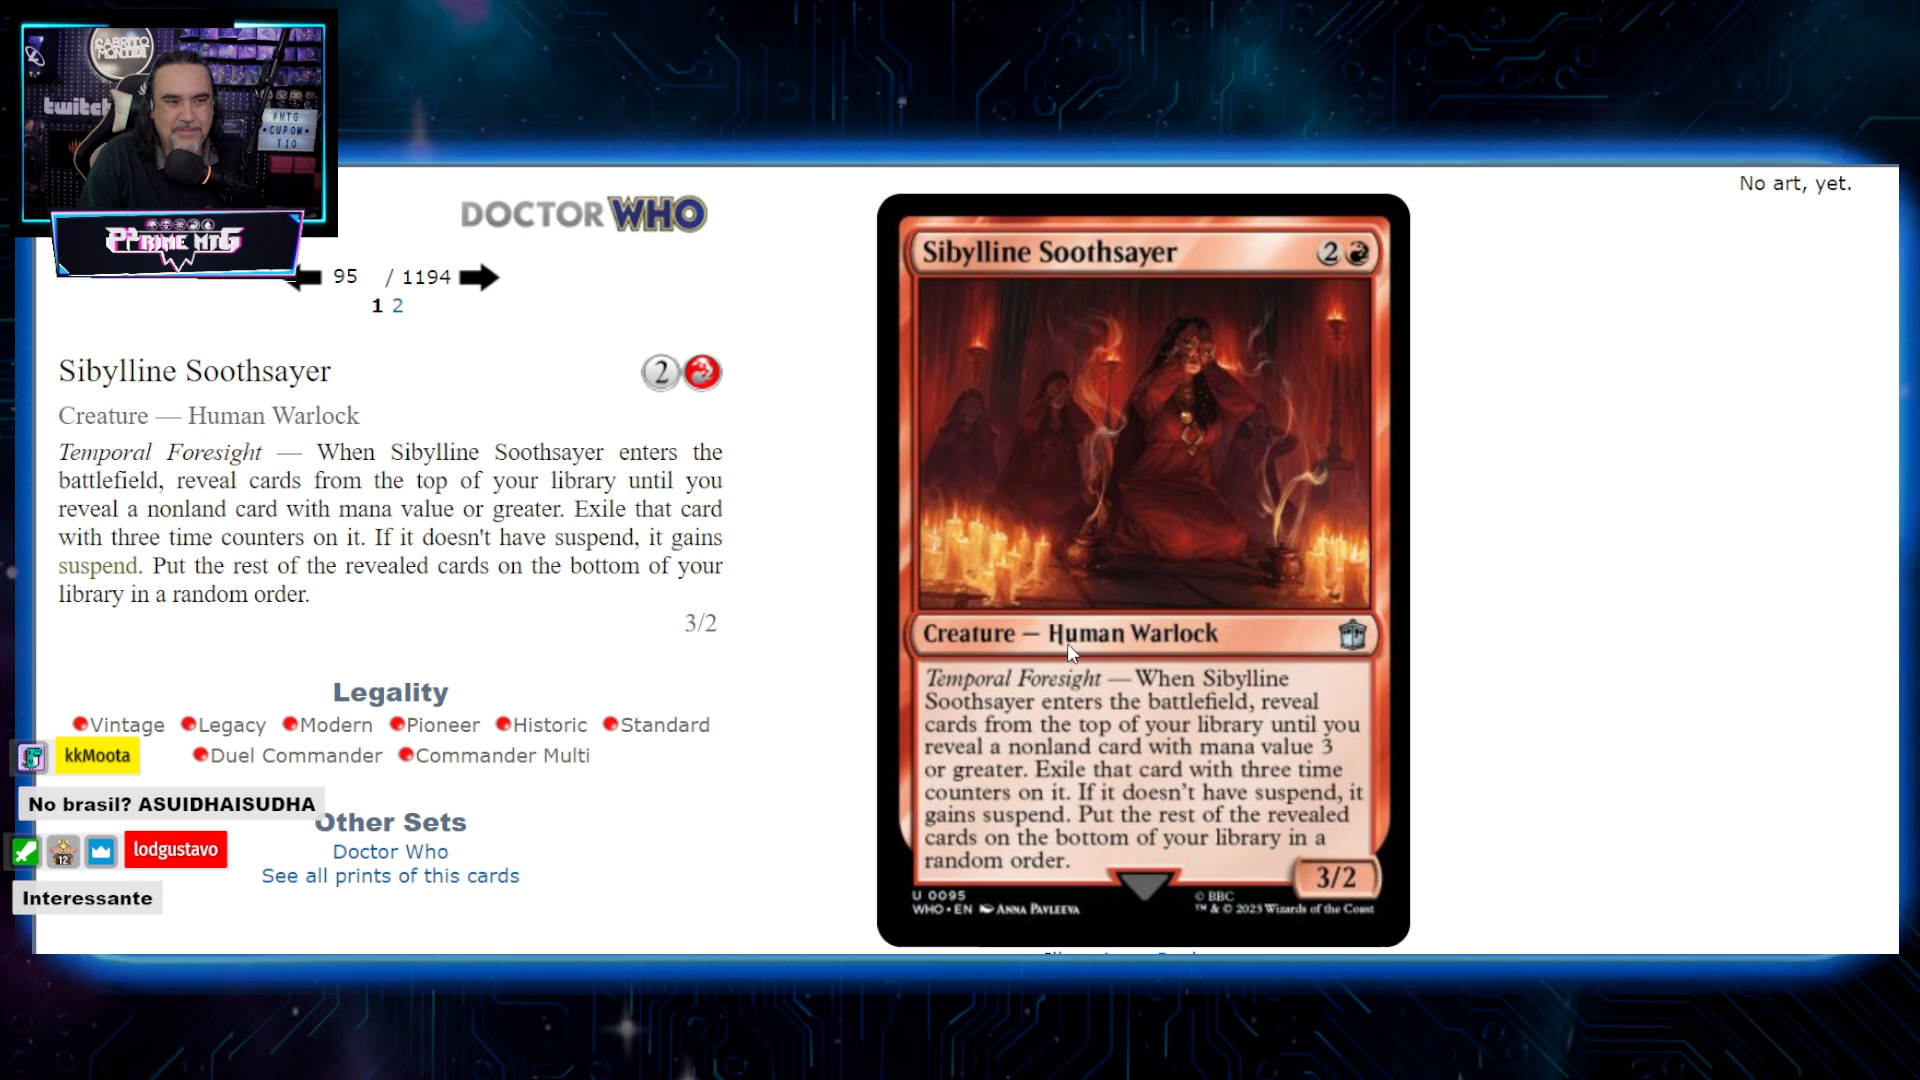 CABRITO
MONTÊS
twitch
#MTG
•CUPOM•
TIO
PPRIME MTG
DOCTOR WHO
95 / 1194
1 2
Sibylline Soothsayer 2
Creature — Human Warlock
Temporal Foresight — When Sibylline Soothsayer enters the
battlefield, reveal cards from the top of your library until you
reveal a nonland card with mana value or greater. Exile that card
with three time counters on it. If it doesn't have suspend, it gains
suspend. Put the rest of the revealed cards on the bottom of your
library in a random order.
3/2
Legality
Vintage Legacy Modern Pioneer Historic Standard
Duel Commander Commander Multi
Other Sets
Doctor Who
See all prints of this cards
kkMoota
No brasil? ASUIDHAISUDHA
12 lodgustavo
Interessante
No art, yet.
Sibylline Soothsayer 2
Creature — Human Warlock
Temporal Foresight — When Sibylline
Soothsayer enters the battlefield, reveal
cards from the top of your library until you
reveal a nonland card with mana value 3
or greater. Exile that card with three time
counters on it. If it doesn't have suspend, it
gains suspend. Put the rest of the revealed
cards on the bottom of your library in a
random order.
3/2
U 0095
WHO • EN ANNA PAVLEEVA
© BBC
™ & © 2023 Wizards of the Coast